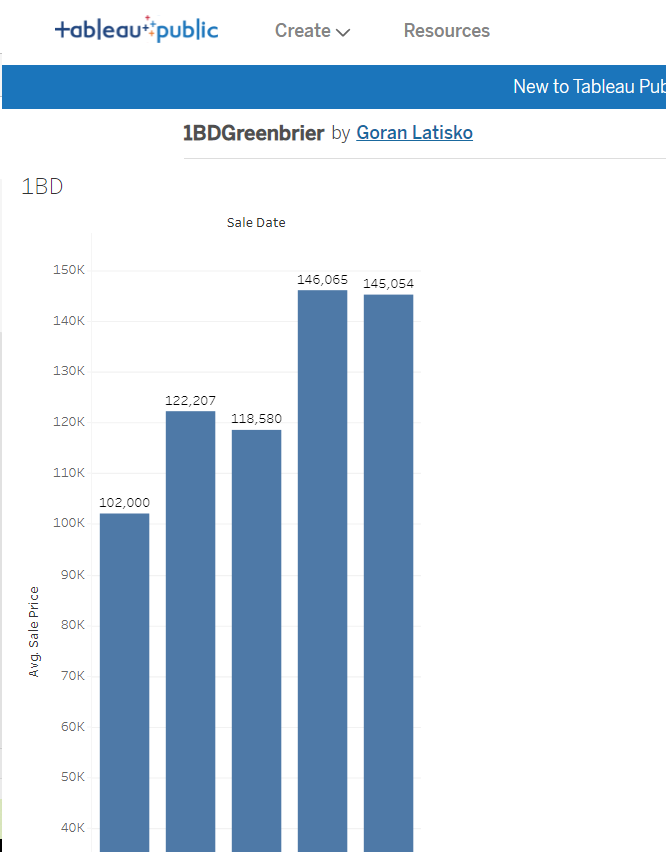 +ableau public
Create
Resources
New to Tableau Pub
1BDGreenbrier by Goran Latisko
1BD
Sale Date
150K
146,065
145,054
140K
130K
122,207
120K
118,580
110K
102,000
100K
90K
80K
Avg. Sale Price
70K
60K
50K
40K